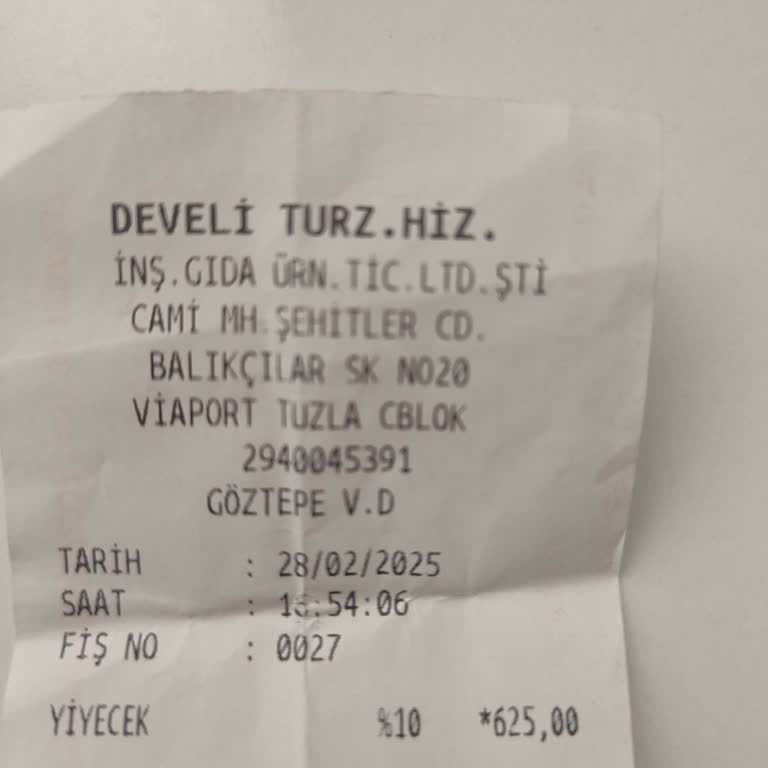 DEVELİ TURZ.HİZ.
İNŞ.GIDA ÜRN.TİC.LTD.ŞTİ
CAMİ MH.ŞEHİTLER CD.
BALIKÇILAR SK NO20
VİAPORT TUZLA CBLOK
2940045391
GÖZTEPE V.D
TARİH : 28/02/2025
SAAT :
FİŞ NO : 0027
YİYECEK %10 *625,00